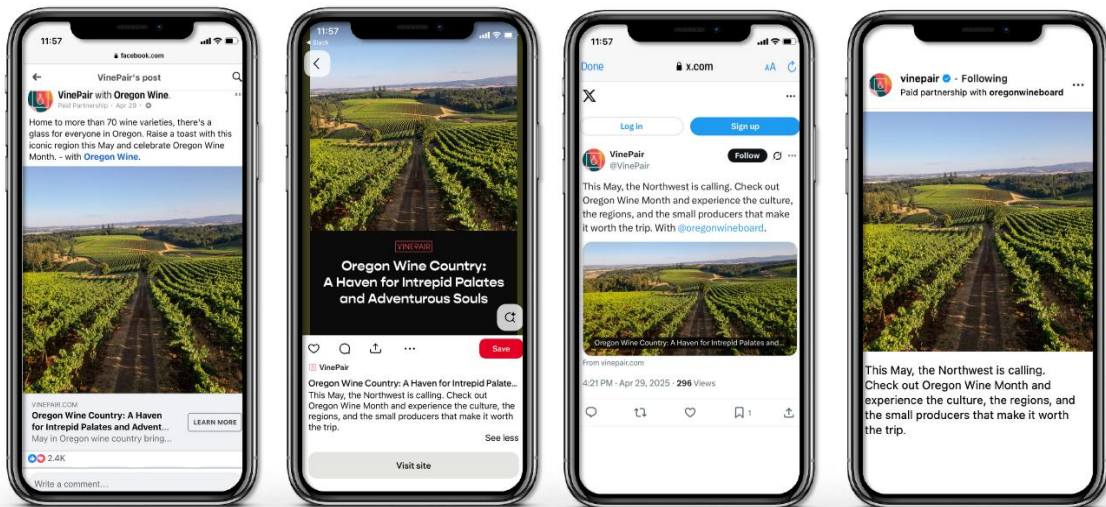 11:57
facebook.com
VinePair's post
VinePair with Oregon Wine.
Paid Partnership · Apr 29 ·
Home to more than 70 wine varieties, there's a
glass for everyone in Oregon. Raise a toast with this
iconic region this May and celebrate Oregon Wine
Month. - with Oregon Wine.
VINEPAIR.COM
Oregon Wine Country: A Haven
for Intrepid Palates and Advent...
May in Oregon wine country bring...
LEARN MORE
2.4K
Write a comment...
11:57
Slack
VINEPAIR
Oregon Wine Country:
A Haven for Intrepid Palates
and Adventurous Souls
Save
VinePair
Oregon Wine Country: A Haven for Intrepid Palate...
This May, the Northwest is calling. Check out
Oregon Wine Month and experience the culture, the
regions, and the small producers that make it worth
the trip.
See less
Visit site
11:57
Done
x.com
AA
X
Log in
Sign up
VinePair
@VinePair
Follow
This May, the Northwest is calling. Check out
Oregon Wine Month and experience the culture,
the regions, and the small producers that make
it worth the trip. With @oregonwineboard.
Oregon Wine Country: A Haven for Intrepid Palates and...
From vinepair.com
4:21 PM · Apr 29, 2025 · 296 Views
1
vinepair - Following
Paid partnership with oregonwineboard
This May, the Northwest is calling.
Check out Oregon Wine Month and
experience the culture, the regions, and
the small producers that make it worth
the trip.